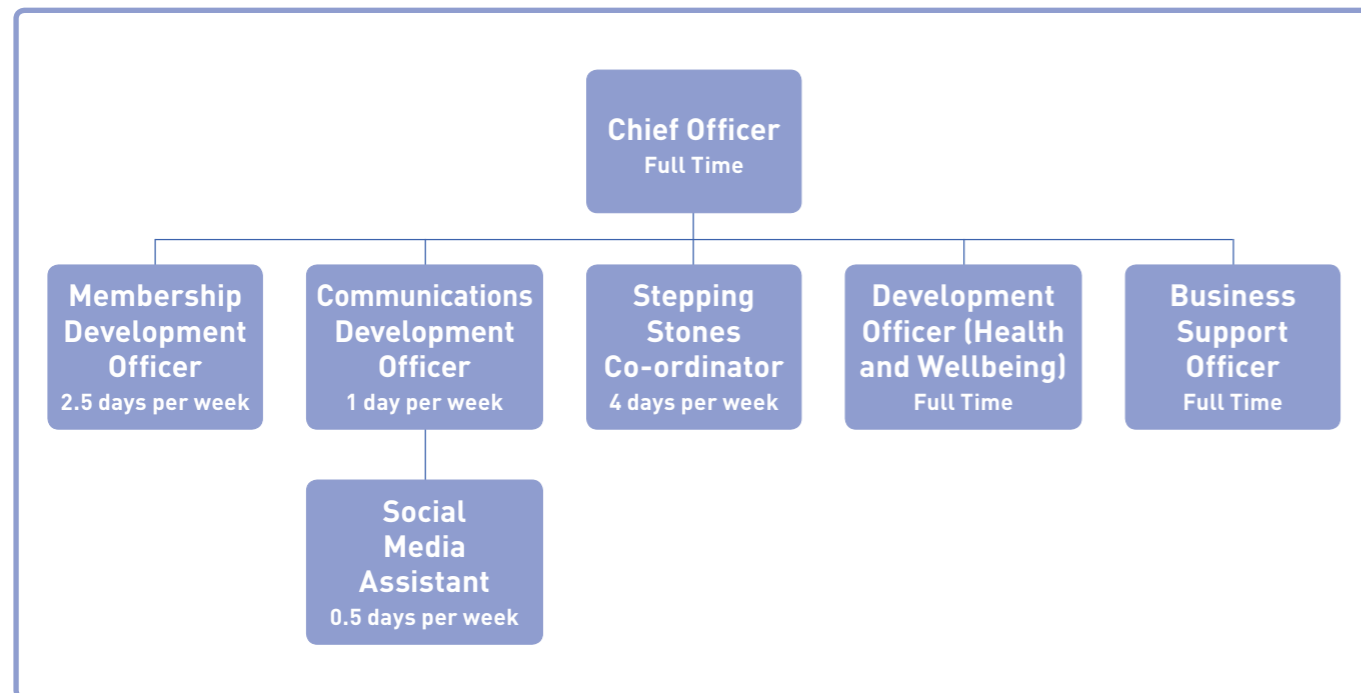 Chief Officer
Full Time
Membership
Development
Officer
2.5 days per week
Communications
Development
Officer
1 day per week
Stepping
Stones
Co-ordinator
4 days per week
Development
Officer (Health
and Wellbeing)
Full Time
Business
Support
Officer
Full Time
Social
Media
Assistant
0.5 days per week